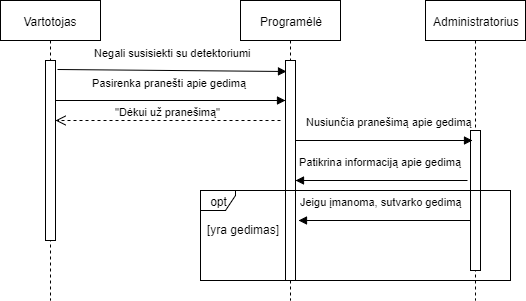 Vartotojas
Programėlė
Administratorius
Negali susisiekti su detektoriumi
Pasirenka pranešti apie gedimą
"Dėkui už pranešimą"
Nusiunčia pranešimą apie gedimą
Patikrina informaciją apie gedimą
opt
Jeigu įmanoma, sutvarko gedimą
[yra gedimas]